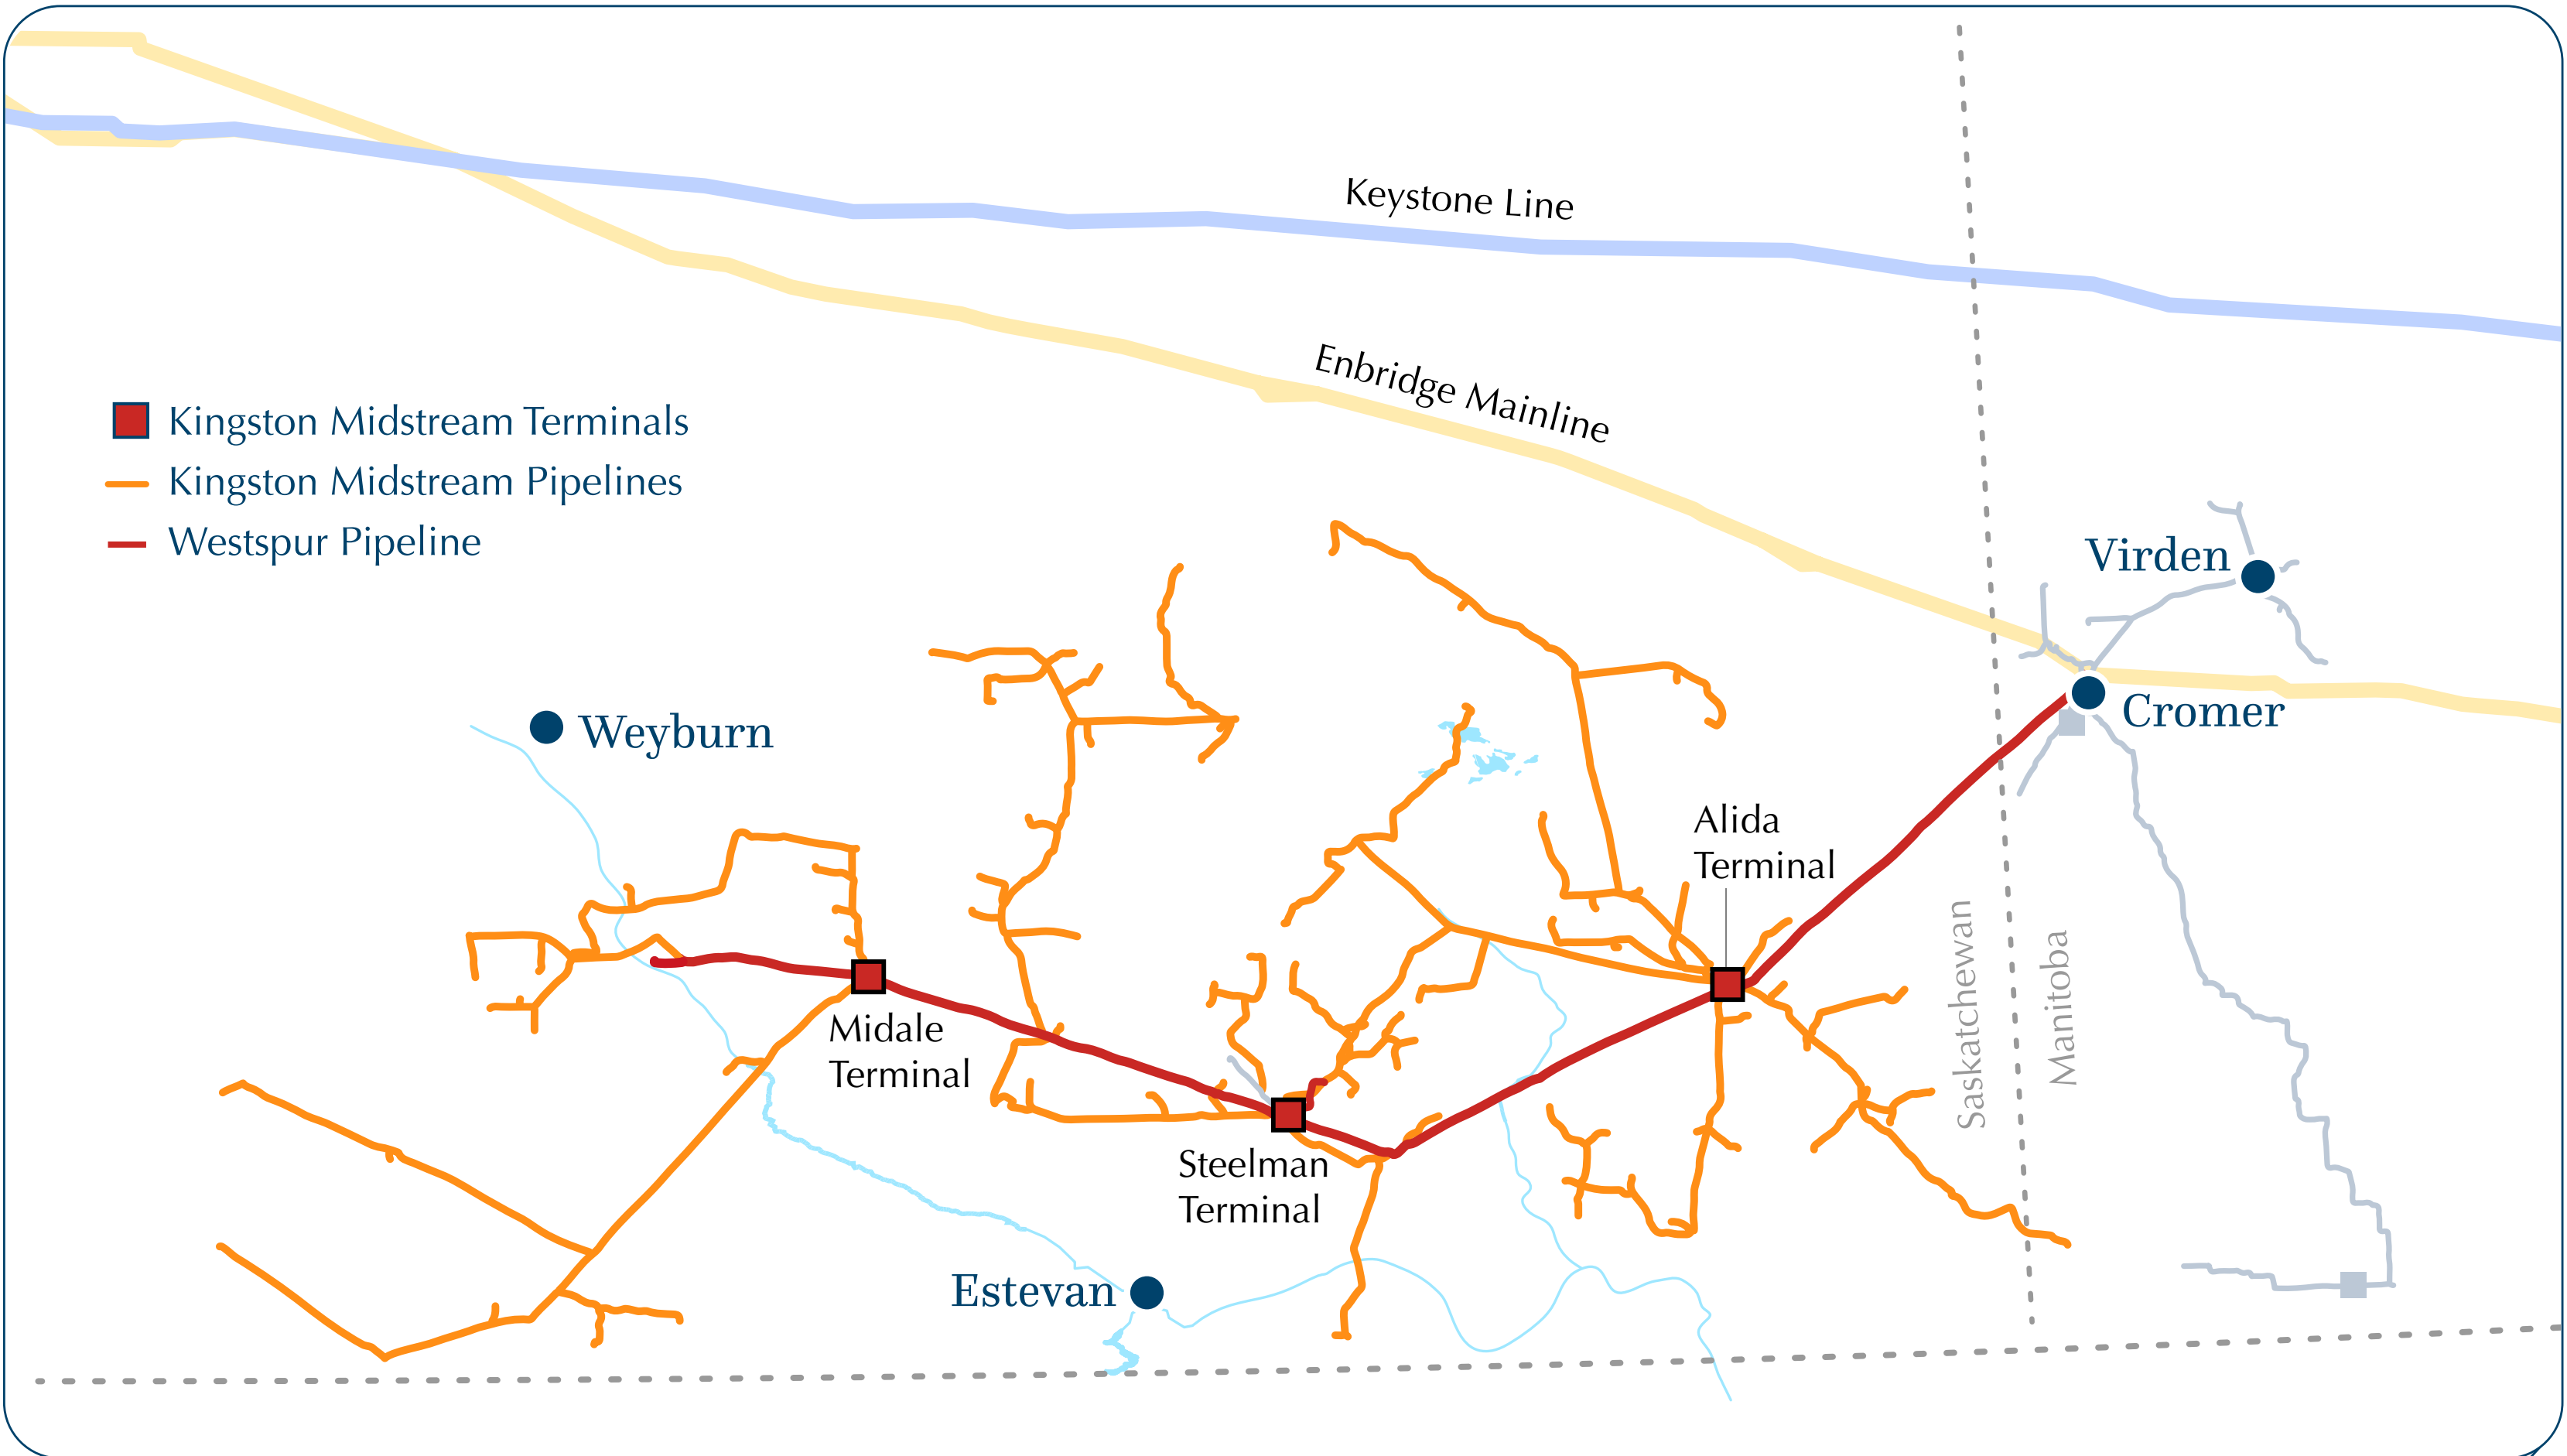 Keystone Line
Enbridge Mainline
Kingston Midstream Terminals
Kingston Midstream Pipelines
Westspur Pipeline
Virden
Cromer
Weyburn
Alida
Terminal
Saskatchewan
Manitoba
Midale
Terminal
Steelman
Terminal
Estevan